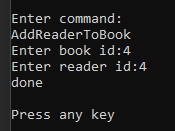 Enter command:
AddReaderToBook
Enter book id:4
Enter reader id:4
done
Press any key